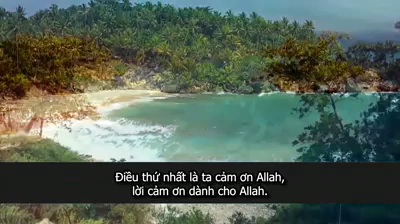 Điều thứ nhất là ta cảm ơn Allah,
lời cảm ơn dành cho Allah.